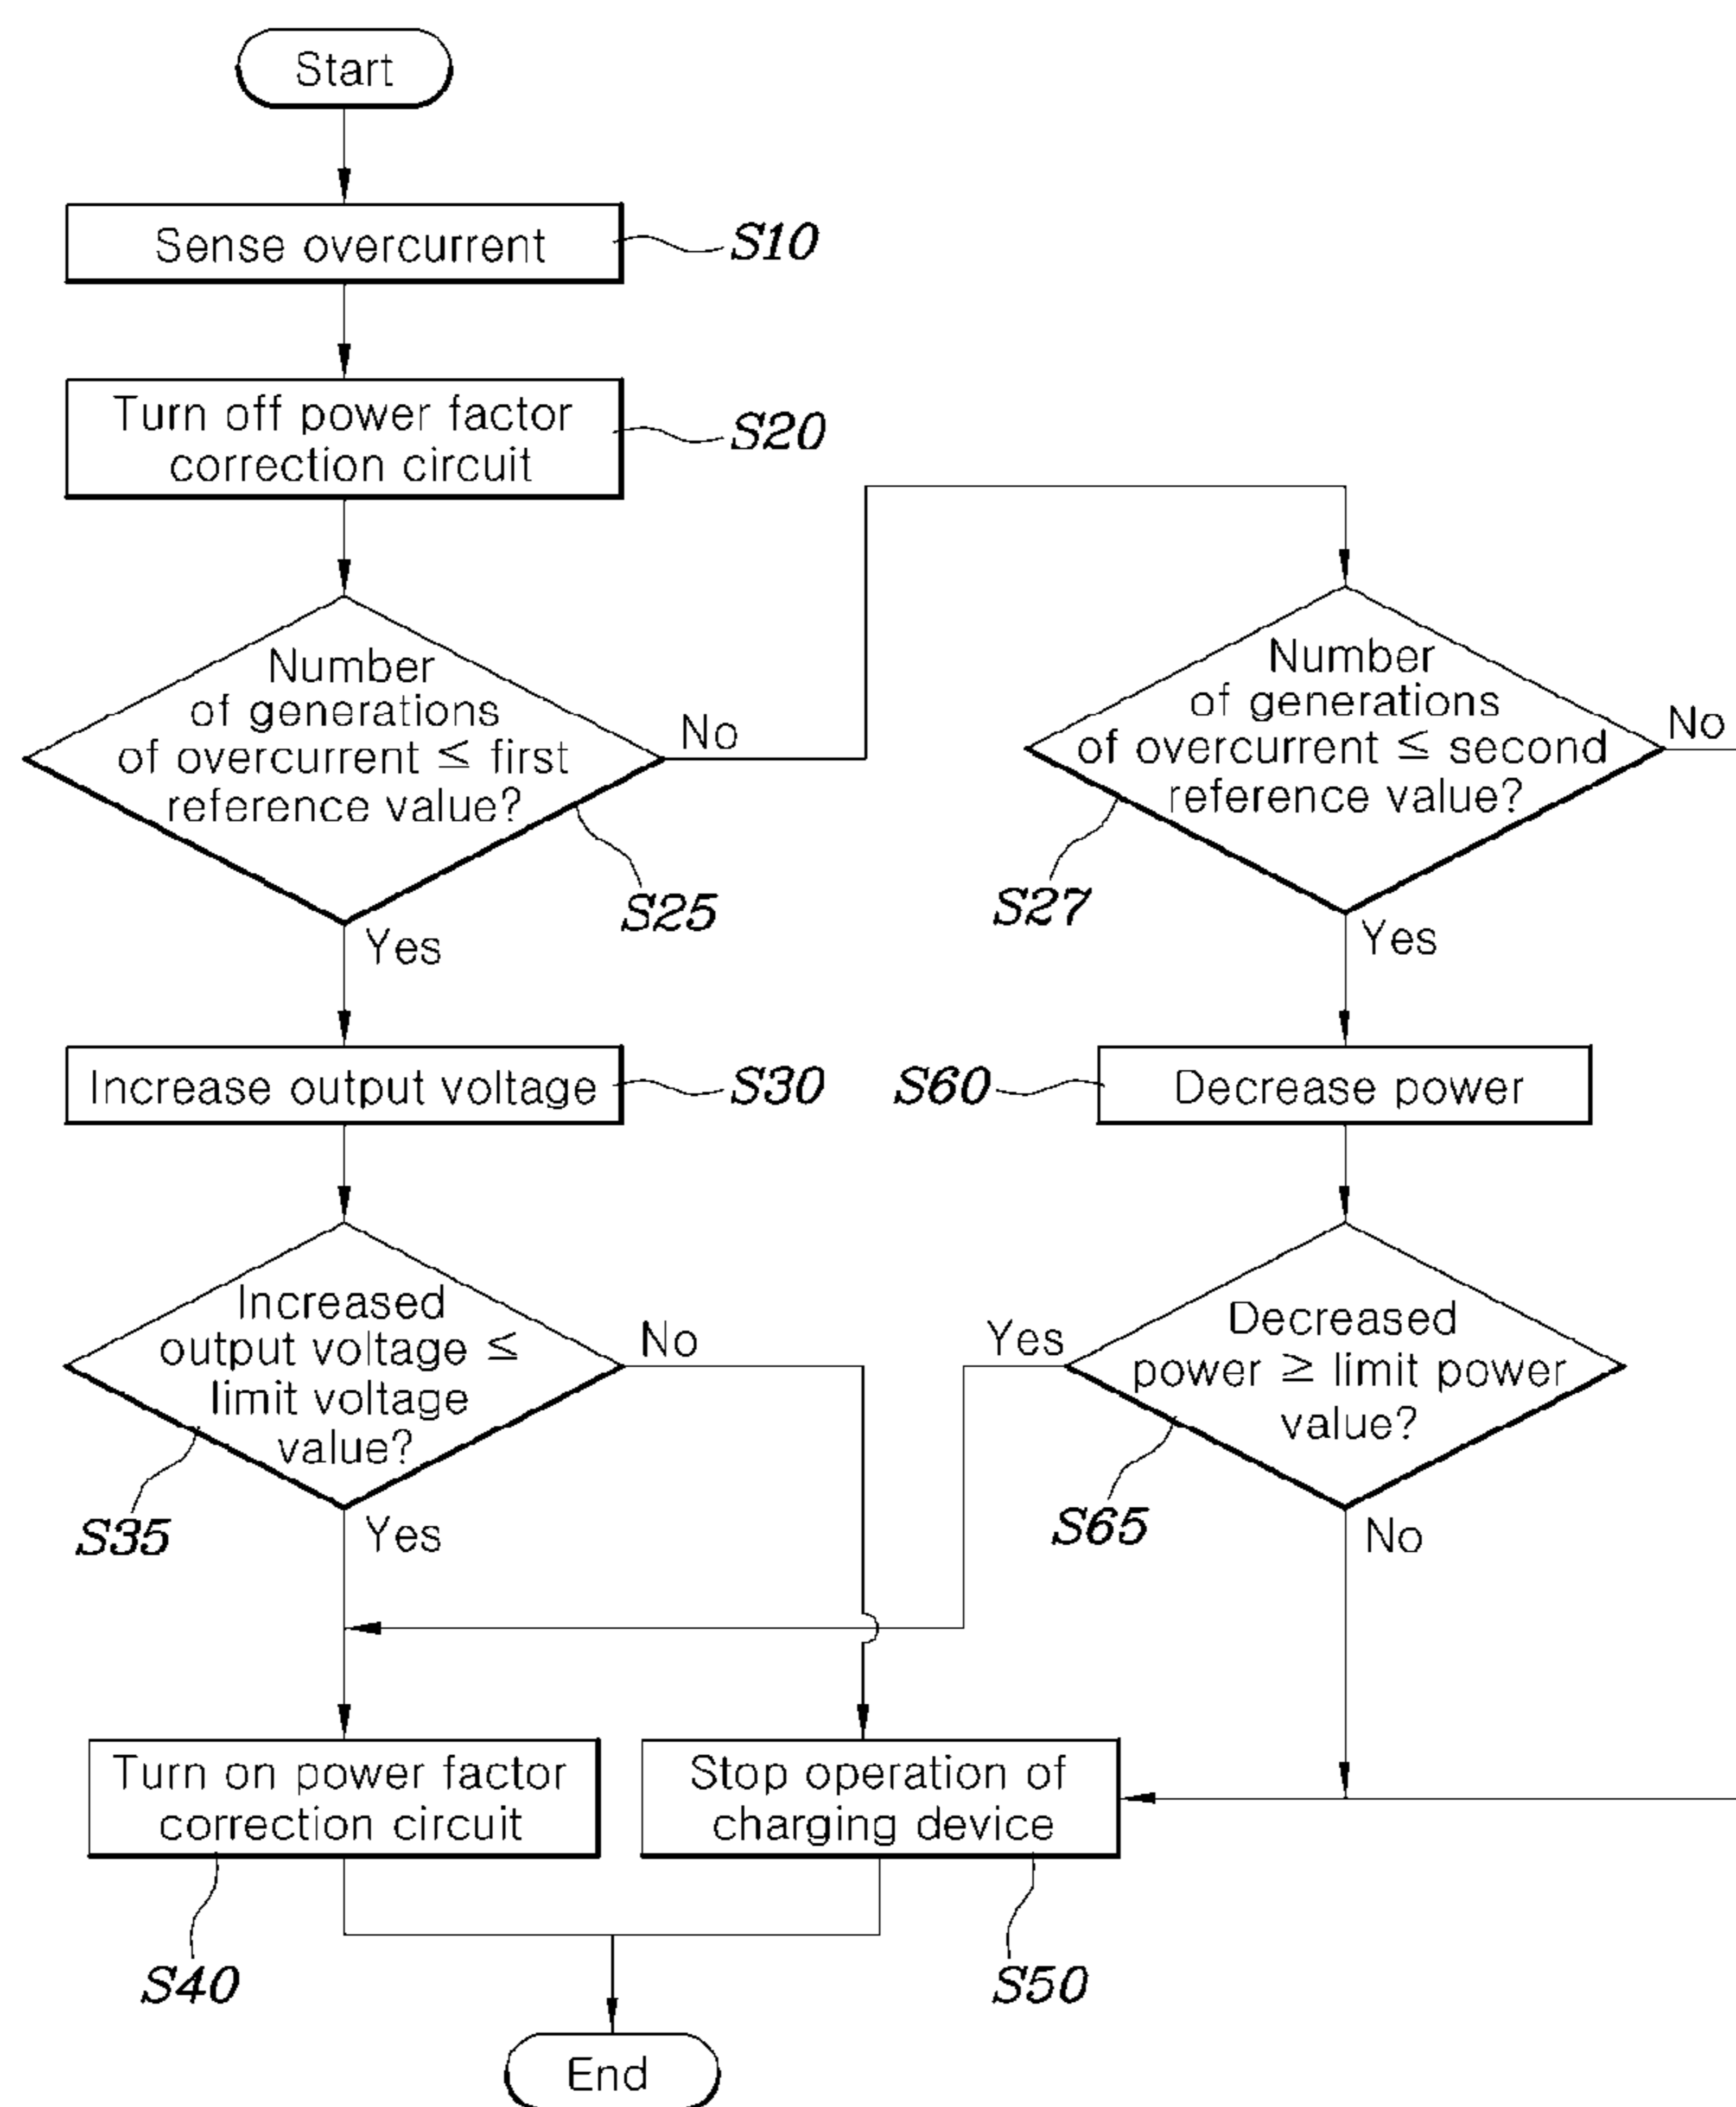 Start
Sense overcurrent
S10
Turn off power factor
correction circuit
S20
Number
of generations
of overcurrent ≤ first
reference value?
No
S25
Yes
Number
of generations
of overcurrent ≤ second
reference value?
No
S27
Yes
Increase output voltage
S30
S60
Decrease power
Increased
output voltage ≤
limit voltage
value?
No
S35
Yes
Yes
Decreased
power ≥ limit power
value?
S65
No
Turn on power factor
correction circuit
S40
Stop operation of
charging device
S50
End